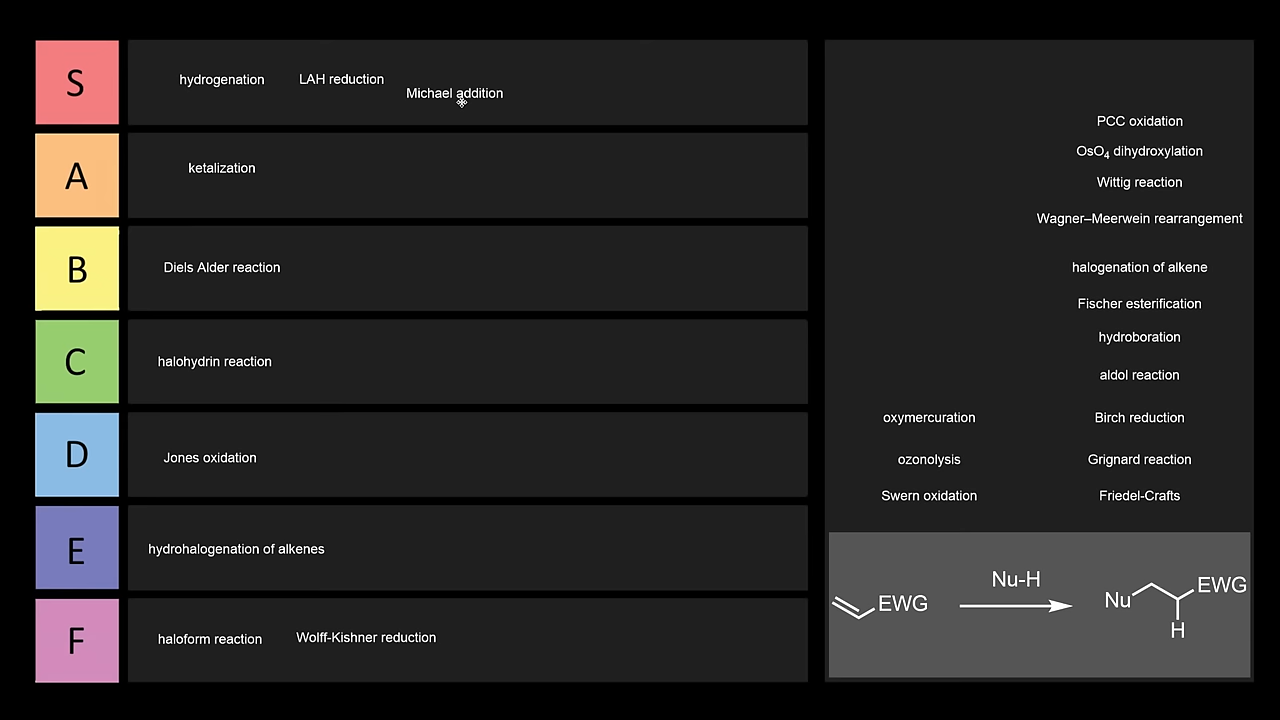 S
hydrogenation
LAH reduction
Michael addition
A
ketalization
B
Diels Alder reaction
C
halohydrin reaction
D
Jones oxidation
E
hydrohalogenation of alkenes
F
haloform reaction
Wolff-Kishner reduction
PCC oxidation
OsO₄ dihydroxylation
Wittig reaction
Wagner–Meerwein rearrangement
halogenation of alkene
Fischer esterification
hydroboration
aldol reaction
oxymercuration
Birch reduction
ozonolysis
Grignard reaction
Swern oxidation
Friedel-Crafts
EWG
Nu-H
Nu
EWG
H